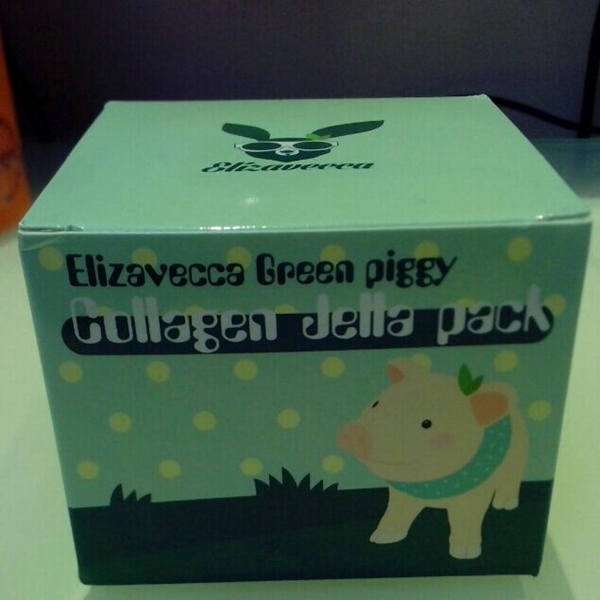 Elizavecca
Elizavecca Green piggy
Collagen Jella pack